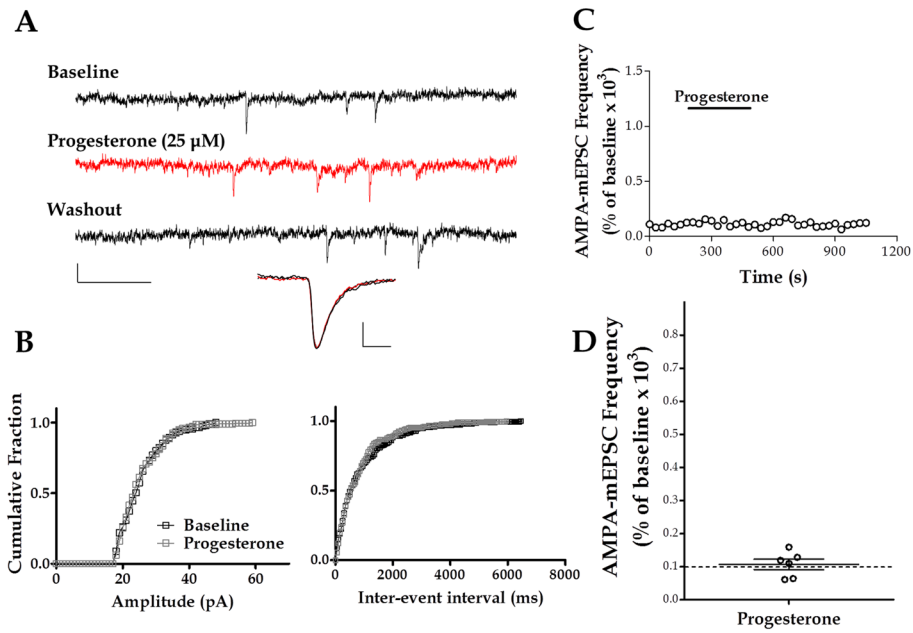 A
Baseline
Progesterone (25 µM)
Washout
B
Cumulative Fraction
1.0
0.5
0.0
0
20
40
60
80
Amplitude (pA)
Baseline
Progesterone
1.0
0.5
0.0
0
2000
4000
6000
8000
Inter-event interval (ms)
C
AMPA-mEPSC Frequency
(% of baseline x 10³)
1.5
1.2
0.9
0.5
0.2
0.0
Progesterone
0
300
600
900
1200
Time (s)
D
AMPA-mEPSC Frequency
(% of baseline x 10³)
0.8
0.7
0.6
0.4
0.3
0.2
0.1
0.0
Progesterone